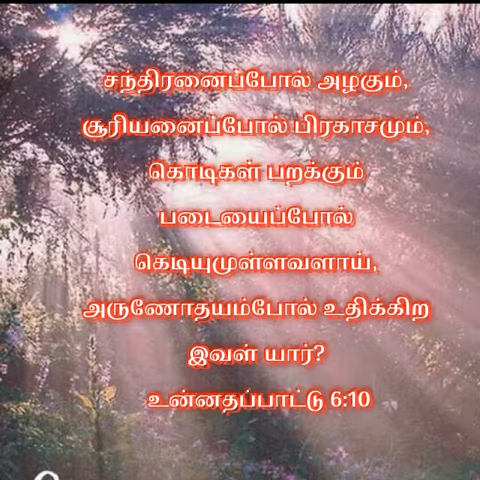 சந்திரனைப்போல் அழகும்,
சூரியனைப்போல் பிரகாசமும்,
கொடிகள் பறக்கும்
படையைப்போல்
கெடியுமுள்ளவளாய்,
அருணோதயம்போல் உதிக்கிற
இவள் யார்?
உன்னதப்பாட்டு 6:10